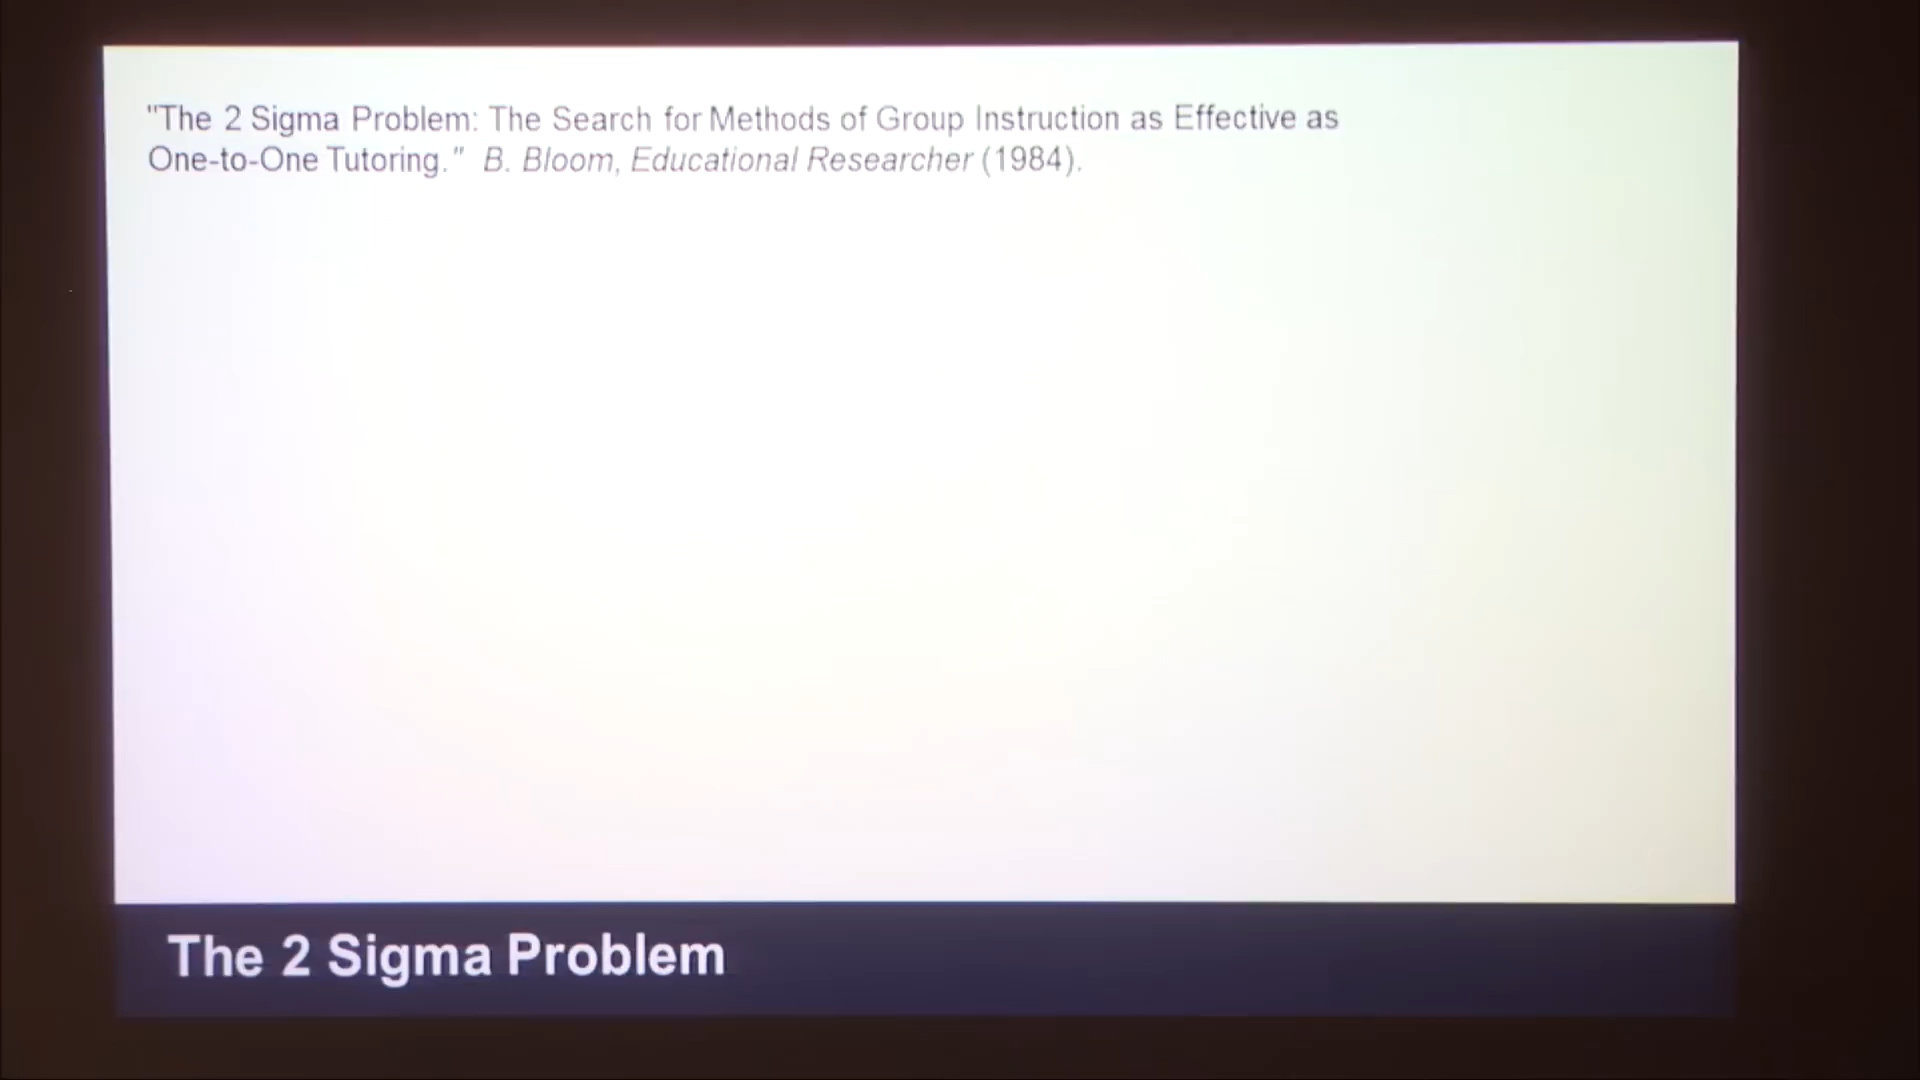 "The 2 Sigma Problem: The Search for Methods of Group Instruction as Effective as
One-to-One Tutoring." B. Bloom, Educational Researcher (1984).
The 2 Sigma Problem